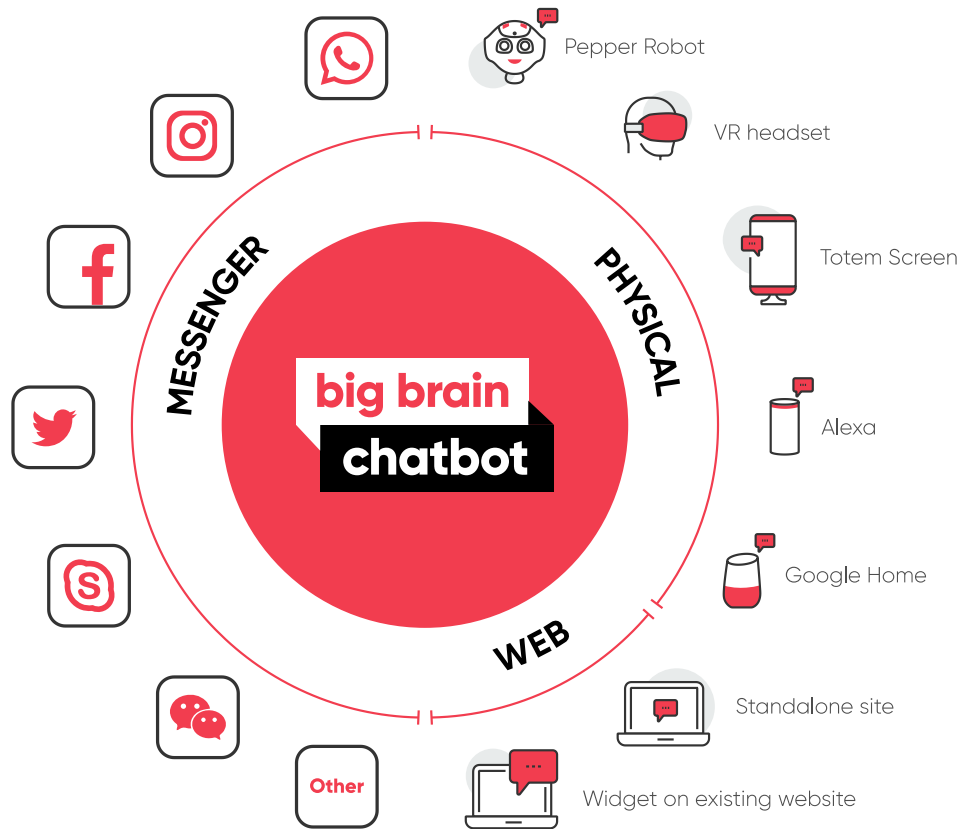 Pepper Robot
VR headset
Totem Screen
Alexa
Google Home
Standalone site
Widget on existing website
Other
MESSENGER
PHYSICAL
WEB
big brain
chatbot
S